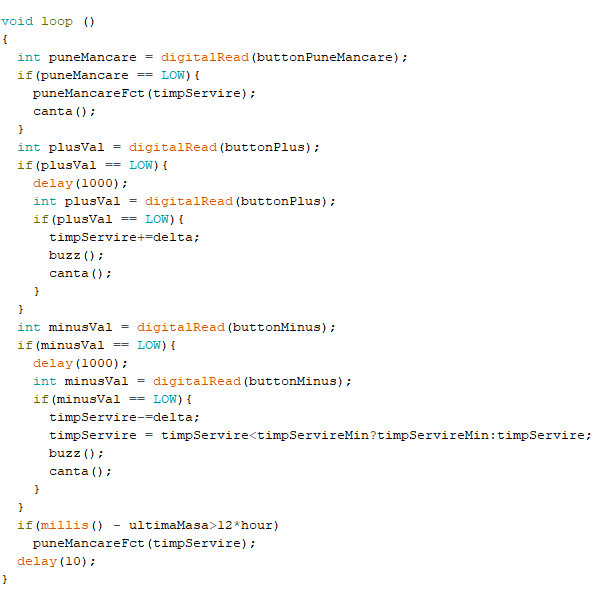 void loop ()
{
  int puneMancare = digitalRead(buttonPuneMancare);
  if(puneMancare == LOW){
    puneMancareFct(timpServire);
    canta();
  }
  int plusVal = digitalRead(buttonPlus);
  if(plusVal == LOW){
    delay(1000);
    int plusVal = digitalRead(buttonPlus);
    if(plusVal == LOW){
      timpServire+=delta;
      buzz();
      canta();
    }
  }
  int minusVal = digitalRead(buttonMinus);
  if(minusVal == LOW){
    delay(1000);
    int minusVal = digitalRead(buttonMinus);
    if(minusVal == LOW){
      timpServire-=delta;
      timpServire = timpServire<timpServireMin?timpServireMin:timpServire;
      buzz();
      canta();
    }
  }
  if(millis() - ultimaMasa>12*hour)
    puneMancareFct(timpServire);
  delay(10);
}